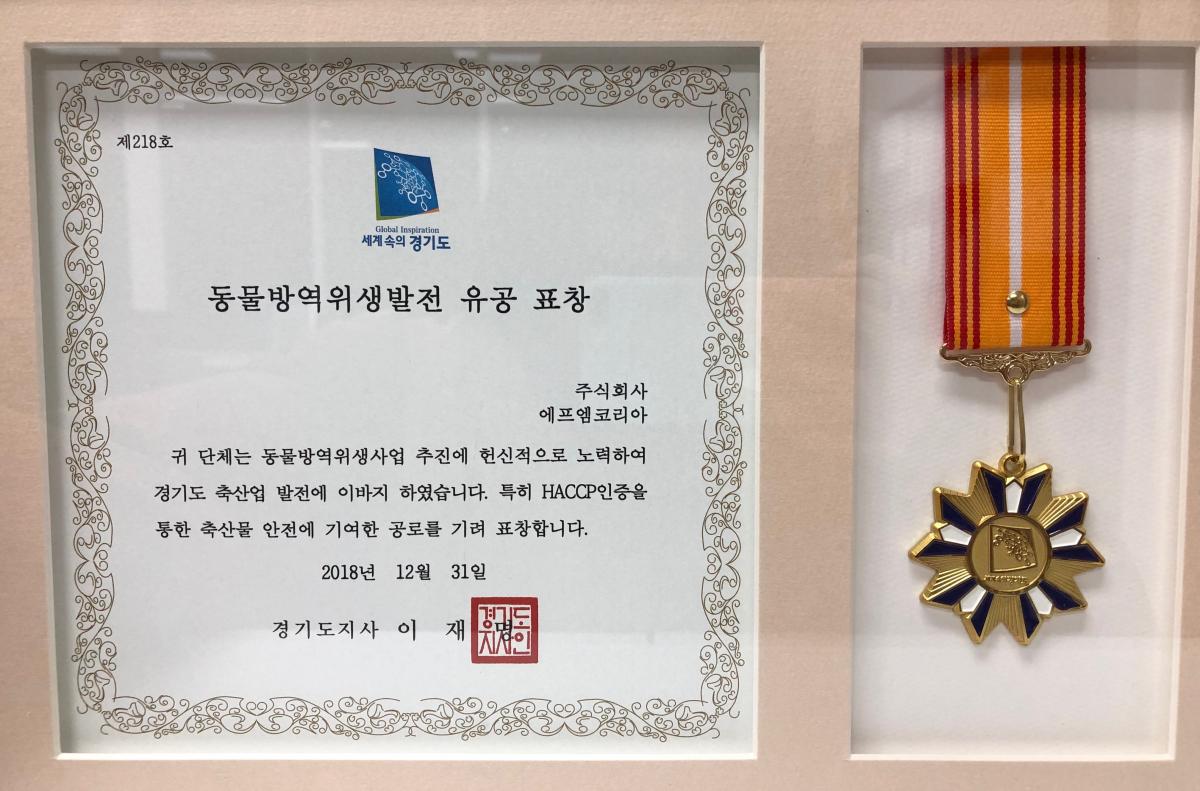 제218호
Global Inspiration
세계 속의 경기도
동물방역위생발전 유공 표창
주식회사
에프엠코리아
귀 단체는 동물방역위생사업 추진에 헌신적으로 노력하여
경기도 축산업 발전에 이바지 하였습니다. 특히 HACCP인증을
통한 축산물 안전에 기여한 공로를 기려 표창합니다.
2018년 12월 31일
경기도지사 이 재 명
경기도
지사인